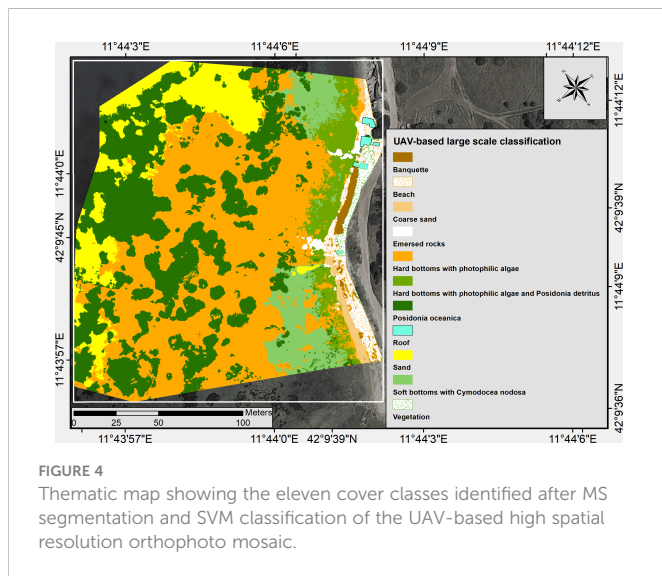 11°44'3"E
11°44'6"E
11°44'9"E
11°44'12"E
11°44'12"E
11°44'0"E
42°9'45"N
11°43'57"E
42°9'39"N
11°44'9"E
42°9'36"N
UAV-based large scale classification
Banquette
Beach
Coarse sand
Emersed rocks
Hard bottoms with photophilic algae
Hard bottoms with photophilic algae and Posidonia detritus
Posidonia oceanica
Roof
Sand
Soft bottoms with Cymodocea nodosa
Vegetation
Meters
0 25 50 100
11°43'57"E
11°44'0"E
42°9'39"N
11°44'3"E
11°44'6"E
FIGURE 4
Thematic map showing the eleven cover classes identified after MS
segmentation and SVM classification of the UAV-based high spatial
resolution orthophoto mosaic.